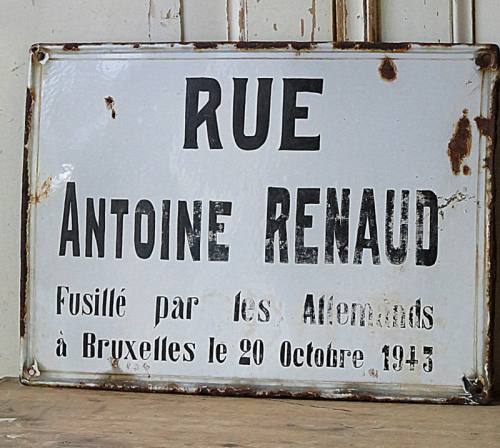 RUE
ANTOINE RENAUD
Fusillé par les Allemands
à Bruxelles le 20 Octobre 1943